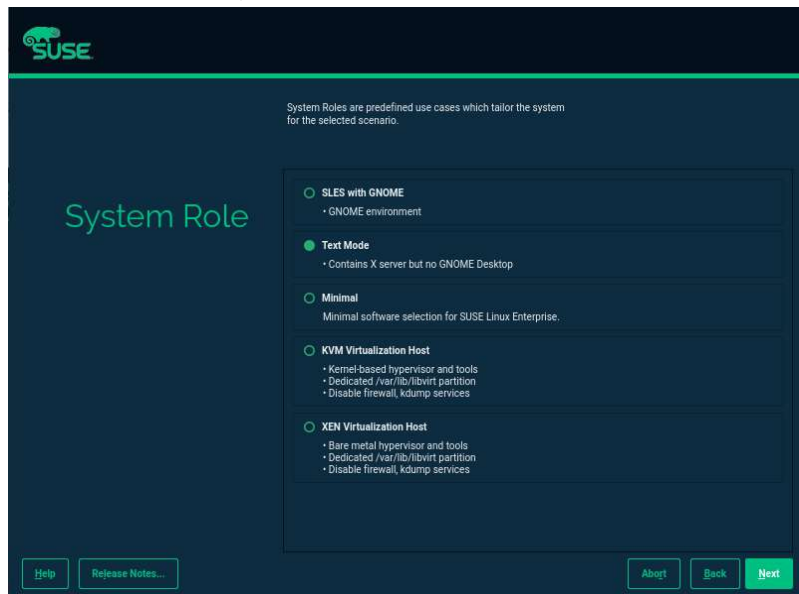 SUSE
System Roles are predefined use cases which tailor the system
for the selected scenario.
System Role
SLES with GNOME
• GNOME environment
Text Mode
• Contains X server but no GNOME Desktop
Minimal
Minimal software selection for SUSE Linux Enterprise.
KVM Virtualization Host
• Kernel-based hypervisor and tools
• Dedicated /var/lib/libvirt partition
• Disable firewall, kdump services
XEN Virtualization Host
• Bare metal hypervisor and tools
• Dedicated /var/lib/libvirt partition
• Disable firewall, kdump services
Help
Release Notes...
Abort
Back
Next